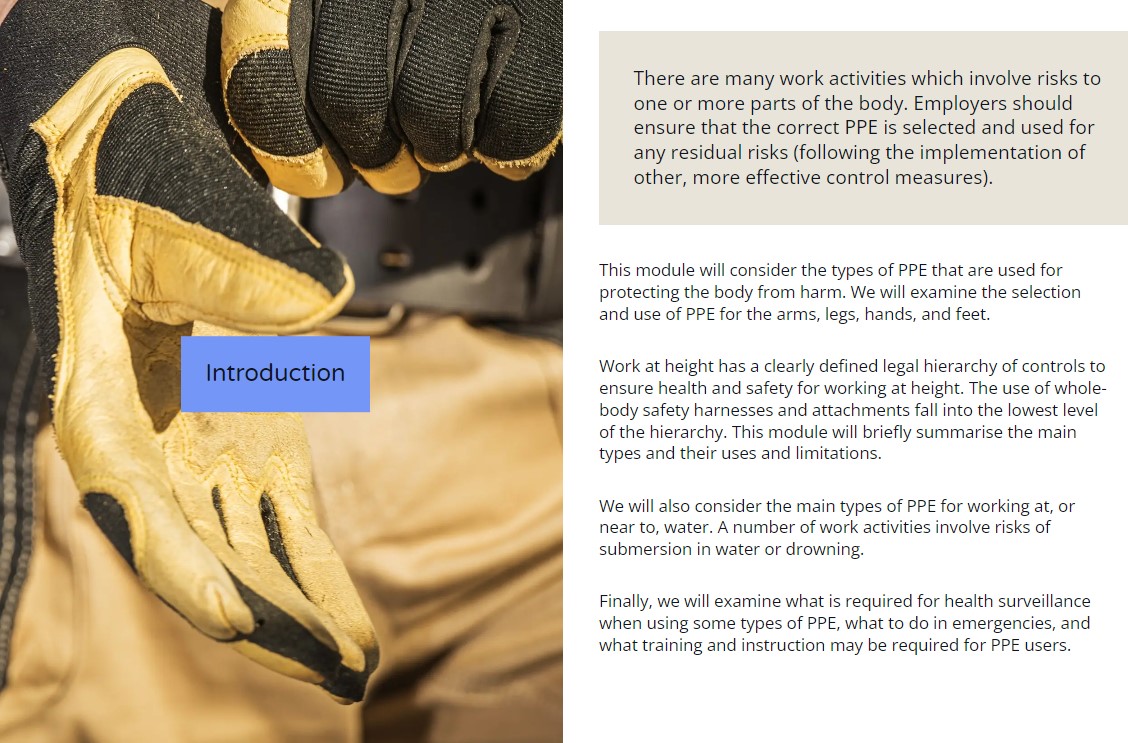 Introduction
There are many work activities which involve risks to
one or more parts of the body. Employers should
ensure that the correct PPE is selected and used for
any residual risks (following the implementation of
other, more effective control measures).
This module will consider the types of PPE that are used for
protecting the body from harm. We will examine the selection
and use of PPE for the arms, legs, hands, and feet.
Work at height has a clearly defined legal hierarchy of controls to
ensure health and safety for working at height. The use of whole-
body safety harnesses and attachments fall into the lowest level
of the hierarchy. This module will briefly summarise the main
types and their uses and limitations.
We will also consider the main types of PPE for working at, or
near to, water. A number of work activities involve risks of
submersion in water or drowning.
Finally, we will examine what is required for health surveillance
when using some types of PPE, what to do in emergencies, and
what training and instruction may be required for PPE users.